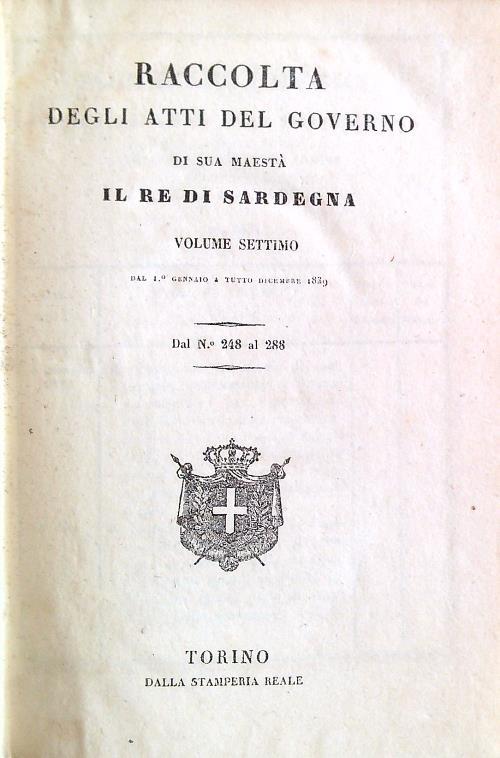 RACCOLTA
DEGLI ATTI DEL GOVERNO
DI SUA MAESTÀ
IL RE DI SARDEGNA
VOLUME SETTIMO
DAL 1.º GENNAIO A TUTTO DICEMBRE 1839
Dal N.º 248 al 288
TORINO
DALLA STAMPERIA REALE